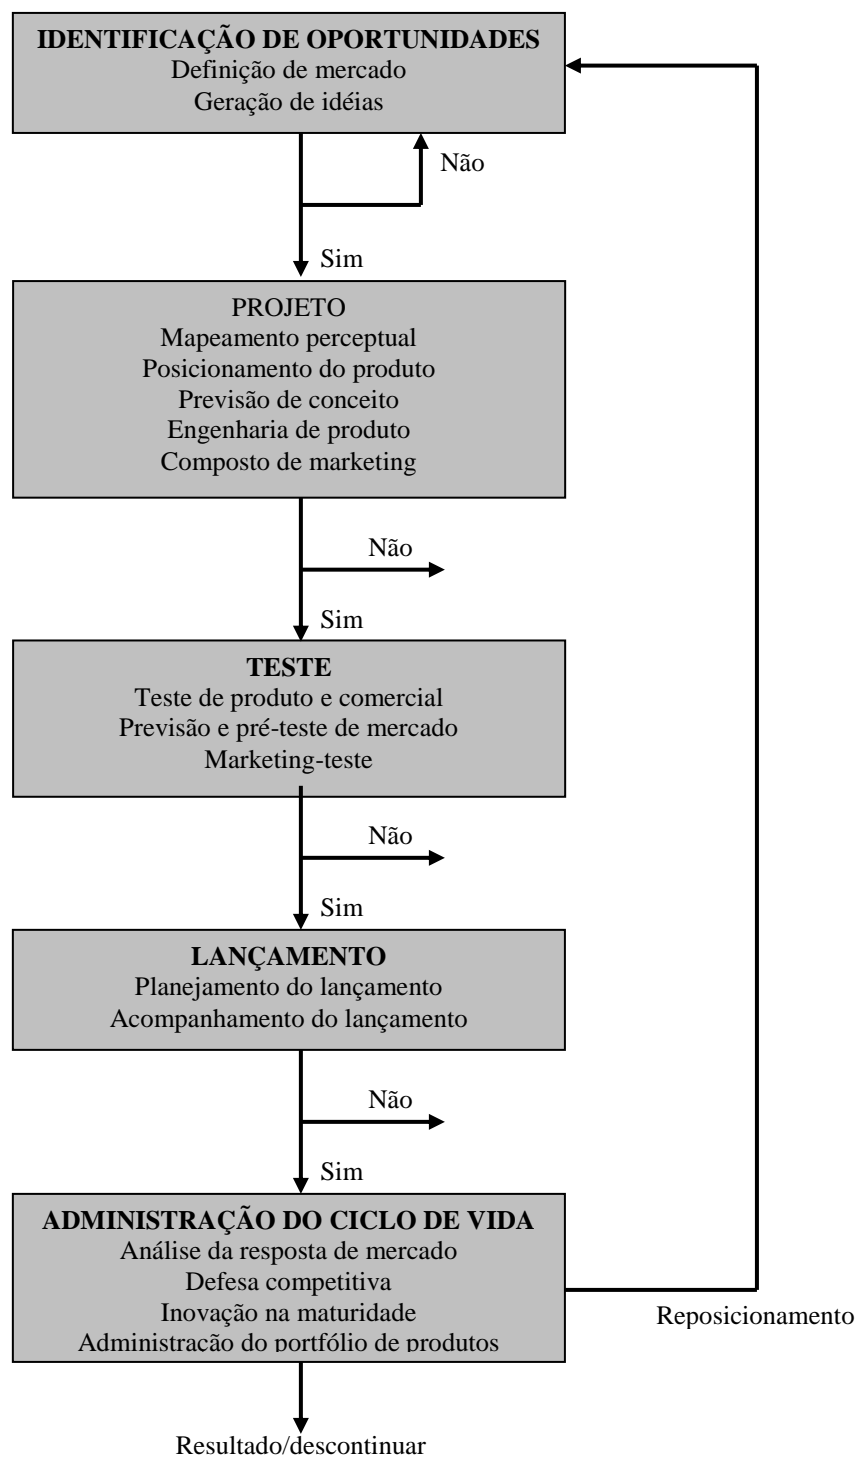 IDENTIFICAÇÃO DE OPORTUNIDADES
Definição de mercado
Geração de idéias
Não
Sim
PROJETO
Mapeamento perceptual
Posicionamento do produto
Previsão de conceito
Engenharia de produto
Composto de marketing
Não
Sim
TESTE
Teste de produto e comercial
Previsão e pré-teste de mercado
Marketing-teste
Não
Sim
LANÇAMENTO
Planejamento do lançamento
Acompanhamento do lançamento
Não
Sim
ADMINISTRAÇÃO DO CICLO DE VIDA
Análise da resposta de mercado
Defesa competitiva
Inovação na maturidade
Administração do portfólio de produtos
Reposicionamento
Resultado/descontinuar